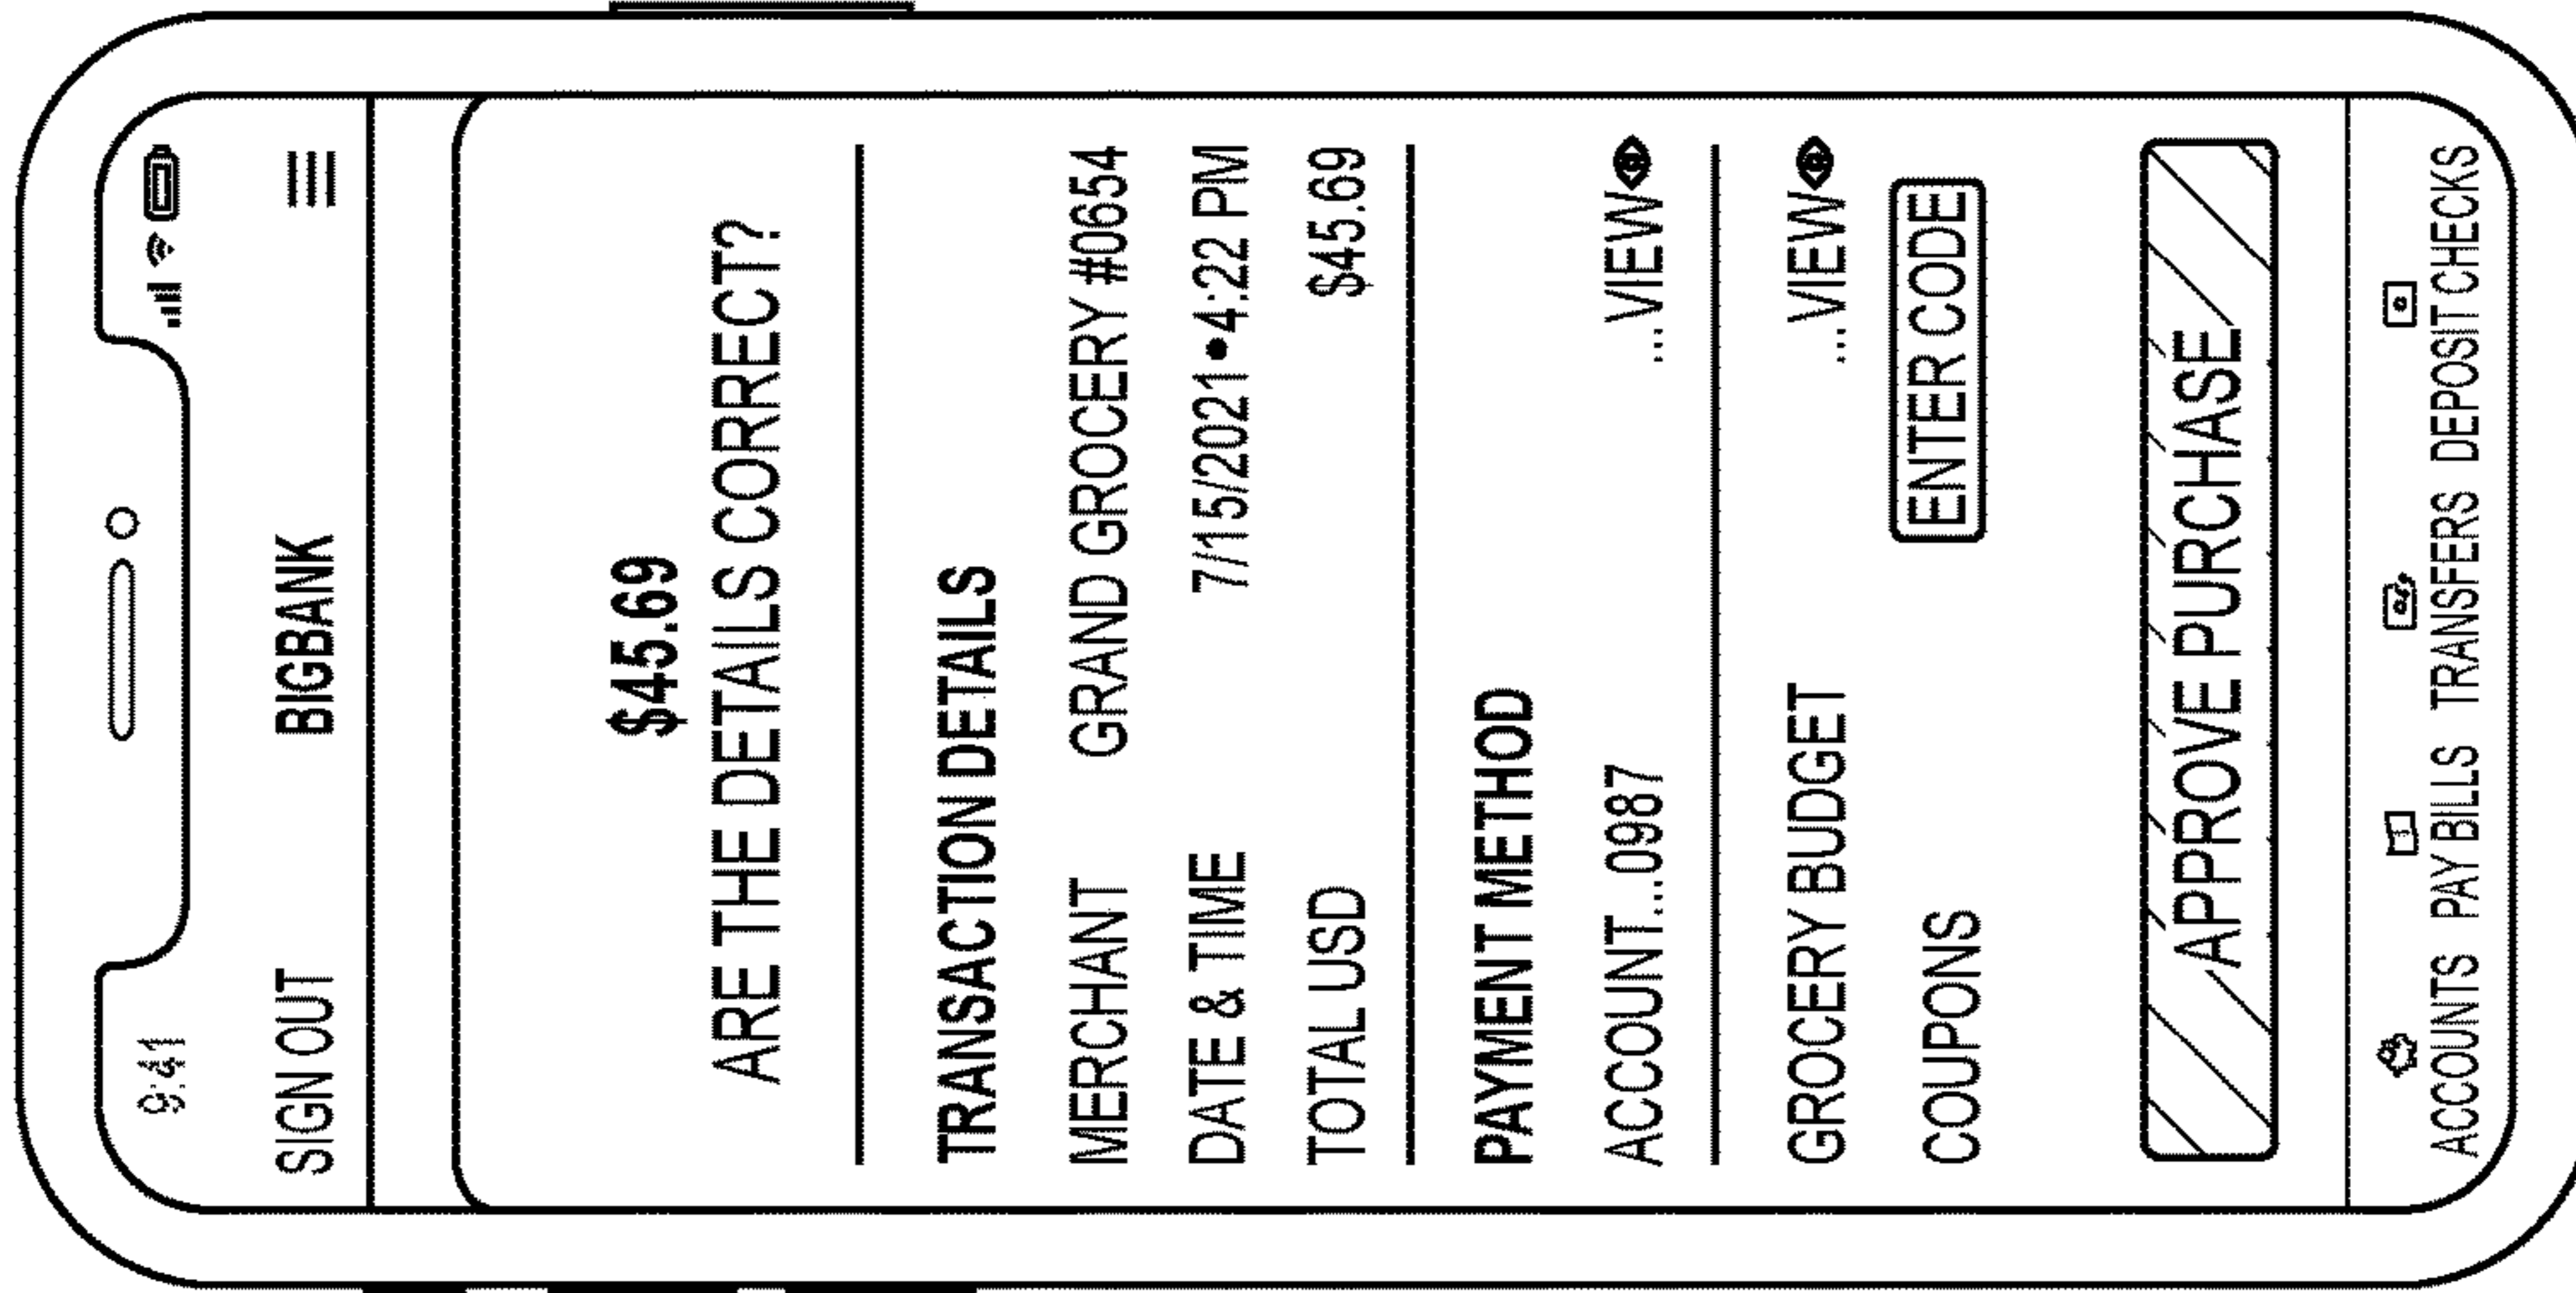 9:41
SIGN OUT BIGBANK
$45.69
ARE THE DETAILS CORRECT?
TRANSACTION DETAILS
MERCHANT GRAND GROCERY #0654
DATE & TIME 7/15/2021•4:22 PM
TOTAL USD $45.69
PAYMENT METHOD
ACCOUNT...0987 ...VIEW
GROCERY BUDGET ...VIEW
COUPONS ENTER CODE
APPROVE PURCHASE
ACCOUNTS PAY BILLS TRANSFERS DEPOSIT CHECKS